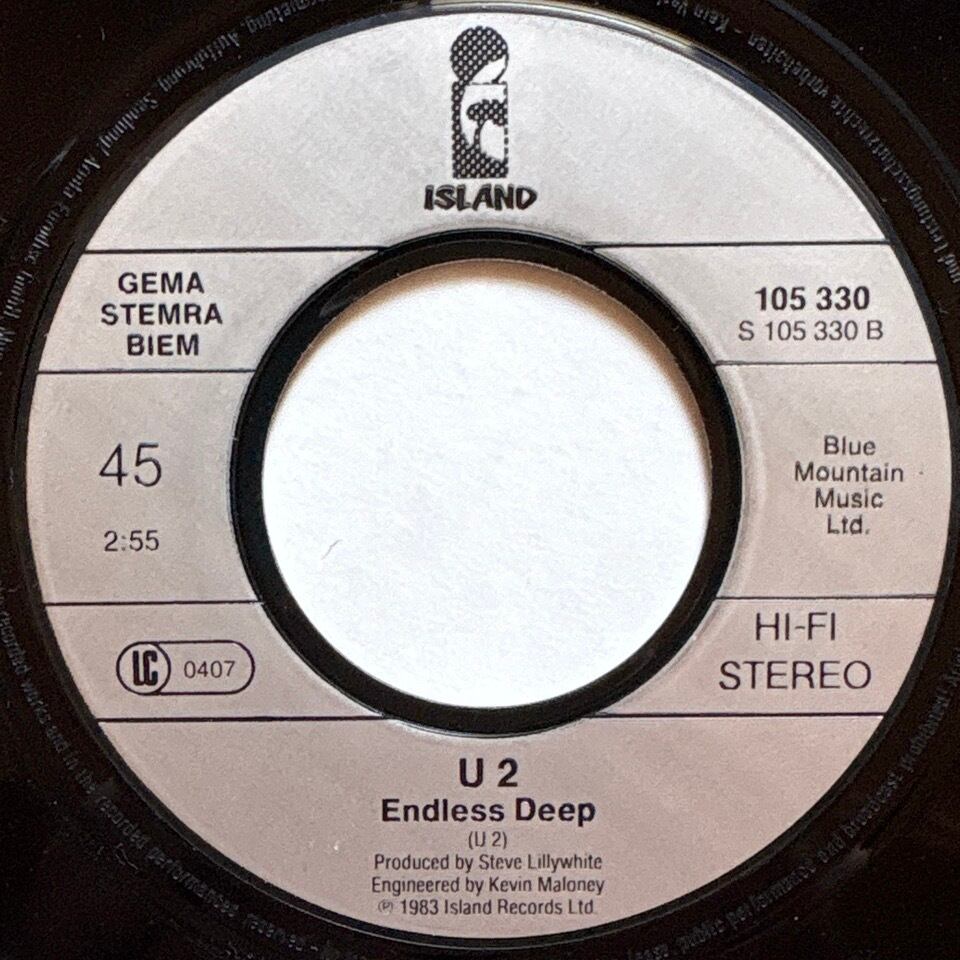 ISLAND
GEMA
STEMRA
BIEM
105 330
S 105 330 B
45
2:55
Blue
Mountain
Music
Ltd.
LC 0407
HI-FI
STEREO
U 2
Endless Deep
(U 2)
Produced by Steve Lillywhite
Engineered by Kevin Maloney
℗ 1983 Island Records Ltd.